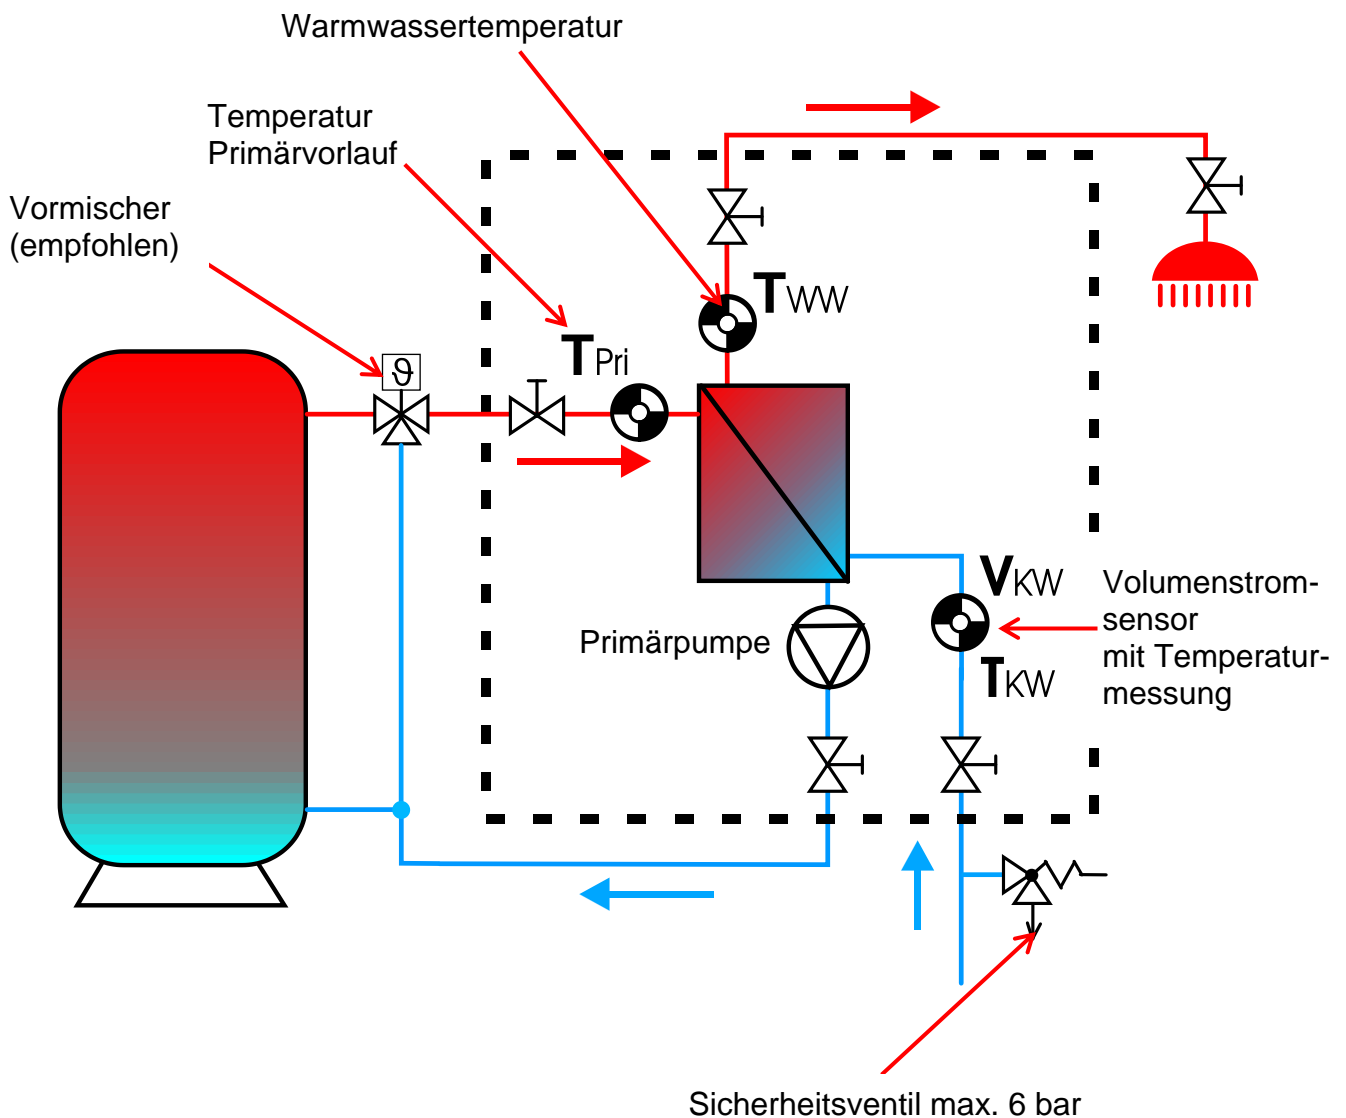 Warmwassertemperatur
Temperatur
Primärvorlauf
Vormischer
(empfohlen)
TWW
ϑ
TPri
VKW
Volumenstrom-
sensor
mit Temperatur-
messung
Primärpumpe
TKW
Sicherheitsventil max. 6 bar